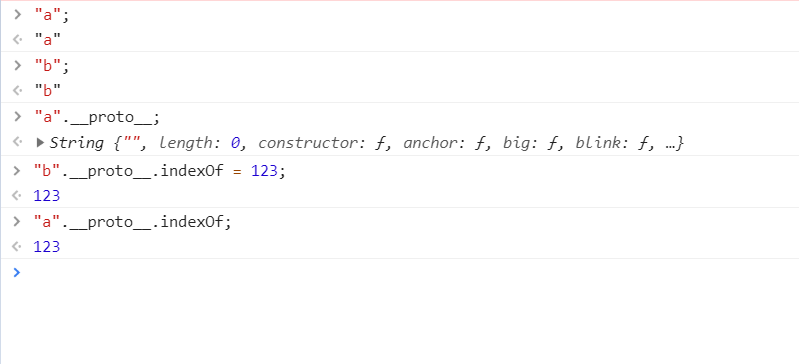 > "a";
<· "a"
> "b";
<· "b"
> "a".__proto__;
<· ▶ String {"", length: 0, constructor: ƒ, anchor: ƒ, big: ƒ, blink: ƒ, …}
> "b".__proto__.indexOf = 123;
<· 123
> "a".__proto__.indexOf;
<· 123
>